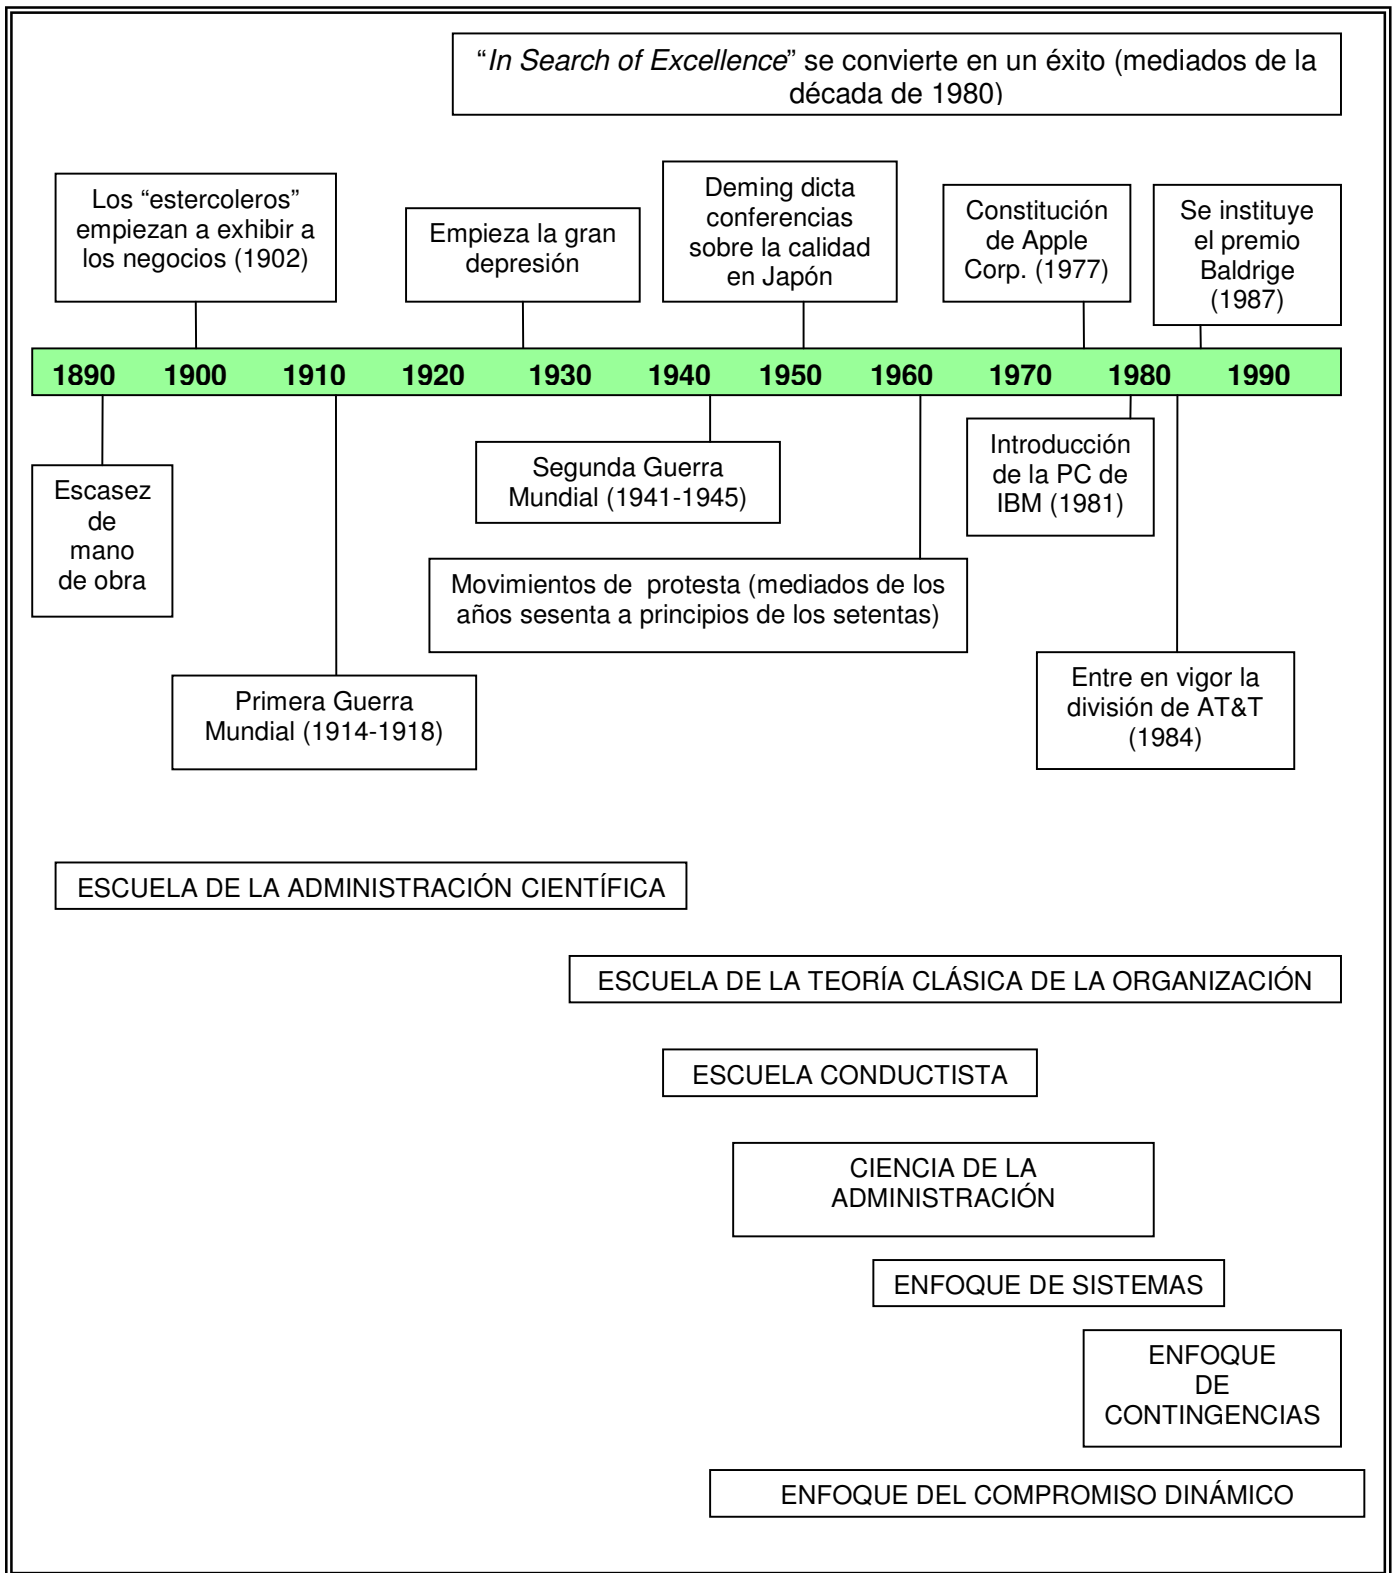 “In Search of Excellence” se convierte en un éxito (mediados de la
década de 1980)
Los “estercoleros”
empiezan a exhibir a
los negocios (1902)
Empieza la gran
depresión
Deming dicta
conferencias
sobre la calidad
en Japón
Constitución
de Apple
Corp. (1977)
Se instituye
el premio
Baldrige
(1987)
1890 1900 1910 1920 1930 1940 1950 1960 1970 1980 1990
Escasez
de
mano
de obra
Segunda Guerra
Mundial (1941-1945)
Introducción
de la PC de
IBM (1981)
Movimientos de protesta (mediados de los
años sesenta a principios de los setentas)
Primera Guerra
Mundial (1914-1918)
Entre en vigor la
división de AT&T
(1984)
ESCUELA DE LA ADMINISTRACIÓN CIENTÍFICA
ESCUELA DE LA TEORÍA CLÁSICA DE LA ORGANIZACIÓN
ESCUELA CONDUCTISTA
CIENCIA DE LA
ADMINISTRACIÓN
ENFOQUE DE SISTEMAS
ENFOQUE
DE
CONTINGENCIAS
ENFOQUE DEL COMPROMISO DINÁMICO